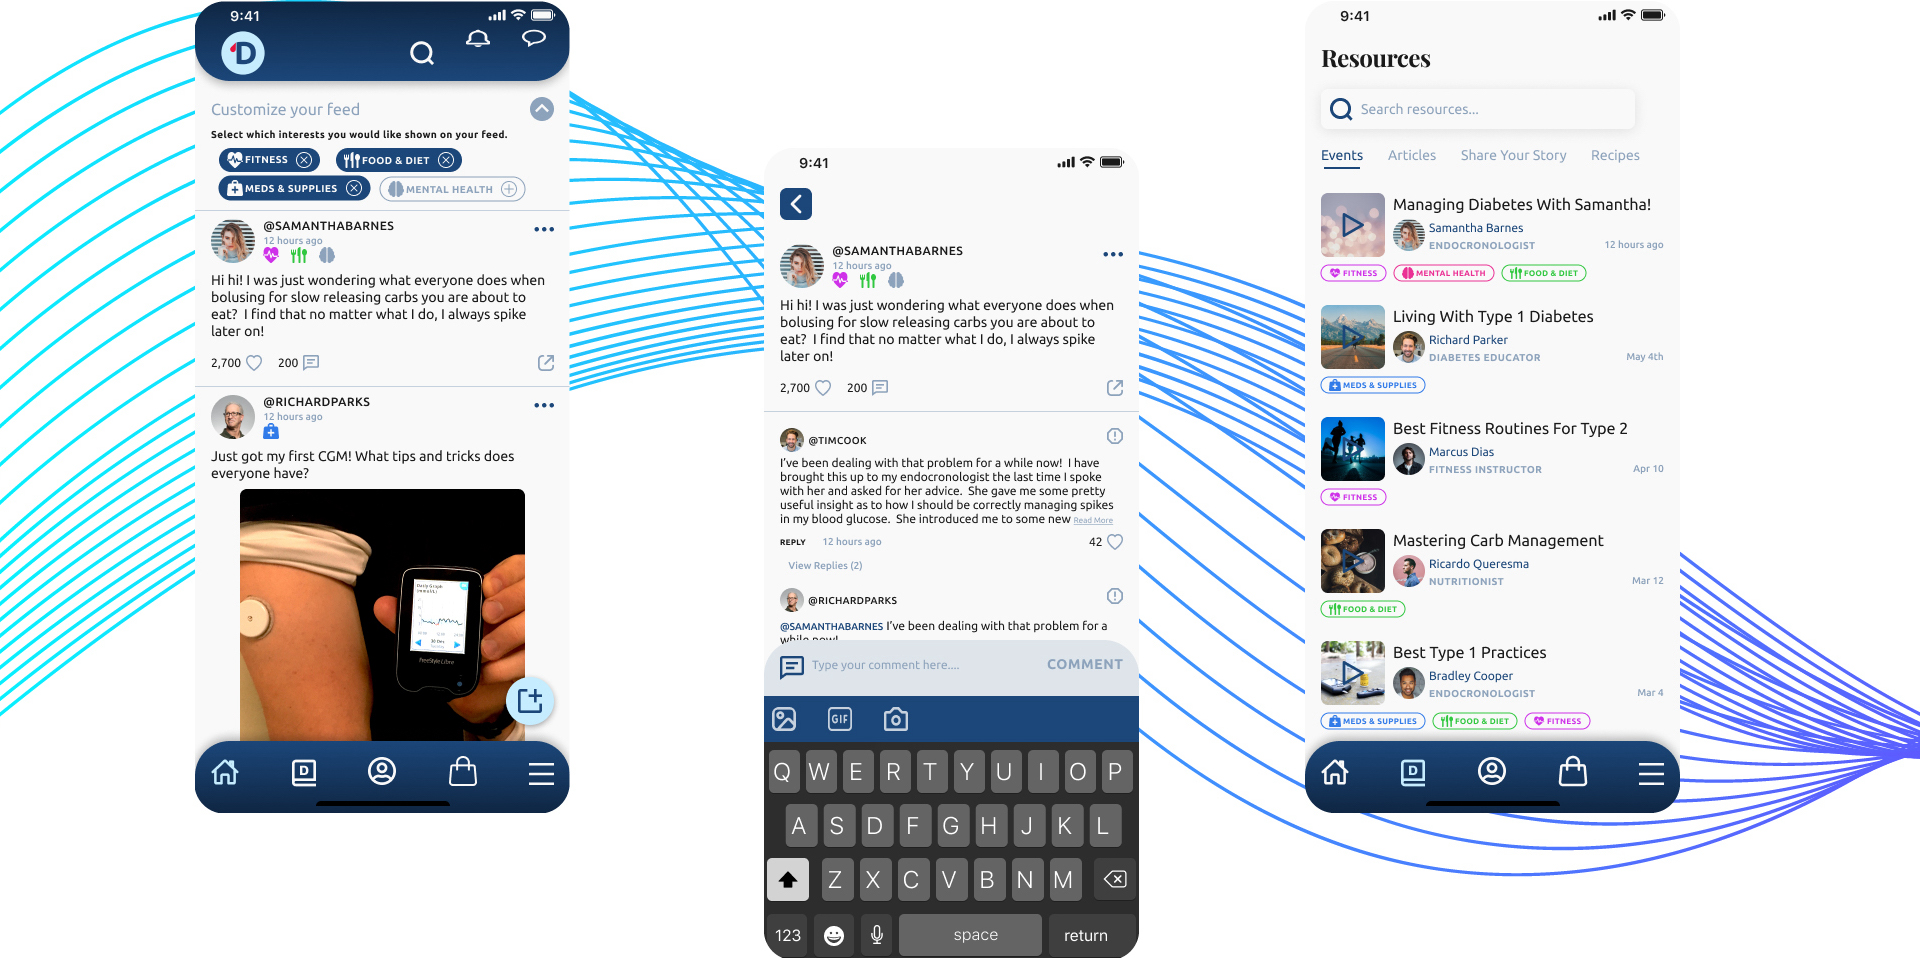 9:41
D
Customize your feed
Select which interests you would like shown on your feed.
FITNESS
FOOD & DIET
MEDS & SUPPLIES
MENTAL HEALTH
@SAMANTHABARNES
12 hours ago
Hi hi! I was just wondering what everyone does when
bolusing for slow releasing carbs you are about to
eat?  I find that no matter what I do, I always spike
later on!
2,700
200
@RICHARDPARKS
12 hours ago
Just got my first CGM! What tips and tricks does
everyone have?
Daily Graph
(mmol/L)
FreeStyle Libre
D
9:41
@SAMANTHABARNES
12 hours ago
Hi hi! I was just wondering what everyone does when
bolusing for slow releasing carbs you are about to
eat?  I find that no matter what I do, I always spike
later on!
2,700
200
@TIMCOOK
I've been dealing with that problem for a while now!  I have
brought this up to my endocronologist the last time I spoke
with her and asked for her advice.  She gave me some pretty
useful insight as to how I should be correctly managing spikes
in my blood glucose.  She introduced me to some new Read More
REPLY
12 hours ago
42
View Replies (2)
@RICHARDPARKS
@SAMANTHABARNES I've been dealing with that problem for a
while now!
Type your comment here....
COMMENT
GIF
Q W E R T Y U I O P
A S D F G H J K L
Z X C V B N M
123
space
return
9:41
Resources
Search resources...
Events
Articles
Share Your Story
Recipes
Managing Diabetes With Samantha!
Samantha Barnes
ENDOCRONOLOGIST
12 hours ago
FITNESS
MENTAL HEALTH
FOOD & DIET
Living With Type 1 Diabetes
Richard Parker
DIABETES EDUCATOR
May 4th
MEDS & SUPPLIES
Best Fitness Routines For Type 2
Marcus Dias
FITNESS INSTRUCTOR
Apr 10
FITNESS
Mastering Carb Management
Ricardo Queresma
NUTRITIONIST
Mar 12
FOOD & DIET
Best Type 1 Practices
Bradley Cooper
ENDOCRONOLOGIST
Mar 4
MEDS & SUPPLIES
FOOD & DIET
FITNESS
D